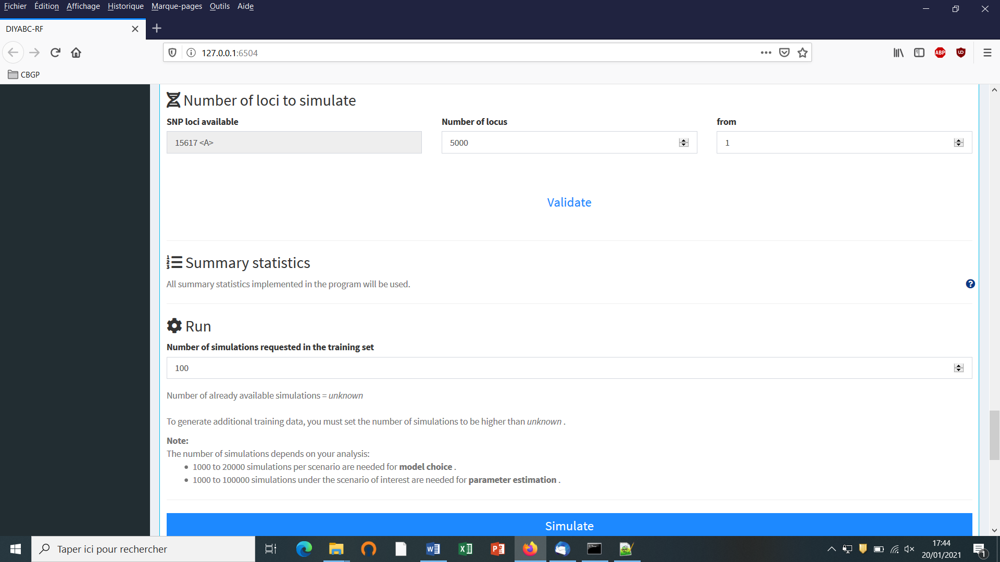 Fichier Édition Affichage Historique Marque-pages Outils Aide
DIYABC-RF
127.0.0.1:6504
ABP
CBGP
Number of loci to simulate
SNP loci available Number of locus from
15617 <A> 5000 1
Validate
Summary statistics
All summary statistics implemented in the program will be used.
Run
Number of simulations requested in the training set
100
Number of already available simulations = unknown
To generate additional training data, you must set the number of simulations to be higher than unknown .
Note:
The number of simulations depends on your analysis:
• 1000 to 20000 simulations per scenario are needed for model choice .
• 1000 to 100000 simulations under the scenario of interest are needed for parameter estimation .
Simulate
Taper ici pour rechercher
17:44
20/01/2021
1